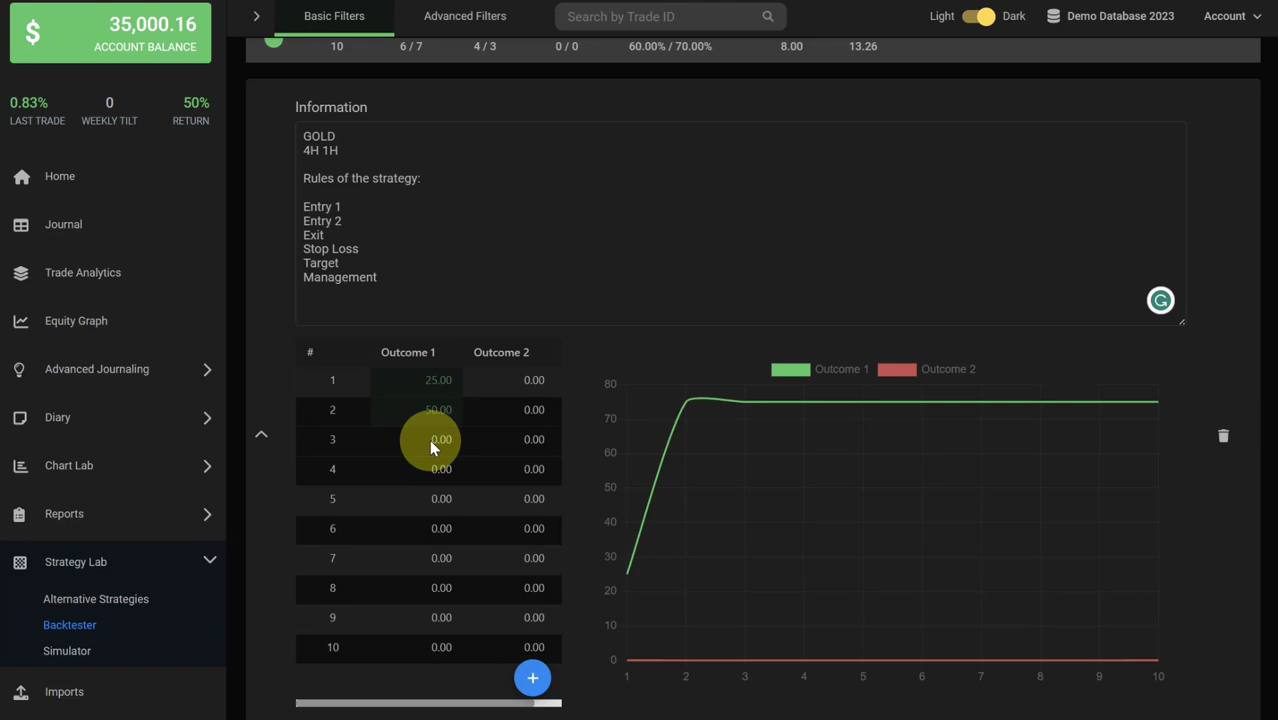 $ 35,000.16
ACCOUNT BALANCE
0.83% 0 50%
LAST TRADE WEEKLY TILT RETURN
Home
Journal
Trade Analytics
Equity Graph
Advanced Journaling
Diary
Chart Lab
Reports
Strategy Lab
Alternative Strategies
Backtester
Simulator
Imports
Basic Filters Advanced Filters Search by Trade ID Light Dark Demo Database 2023 Account
10 6 / 7 4 / 3 0 / 0 60.00% / 70.00% 8.00 13.26
Information
GOLD
4H 1H
Rules of the strategy:
Entry 1
Entry 2
Exit
Stop Loss
Target
Management
# Outcome 1 Outcome 2
1 25.00 0.00
2 50.00 0.00
3 0.00 0.00
4 0.00 0.00
5 0.00 0.00
6 0.00 0.00
7 0.00 0.00
8 0.00 0.00
9 0.00 0.00
10 0.00 0.00
+
Outcome 1 Outcome 2
80
70
60
50
40
30
20
10
0
1 2 3 4 5 6 7 8 9 10